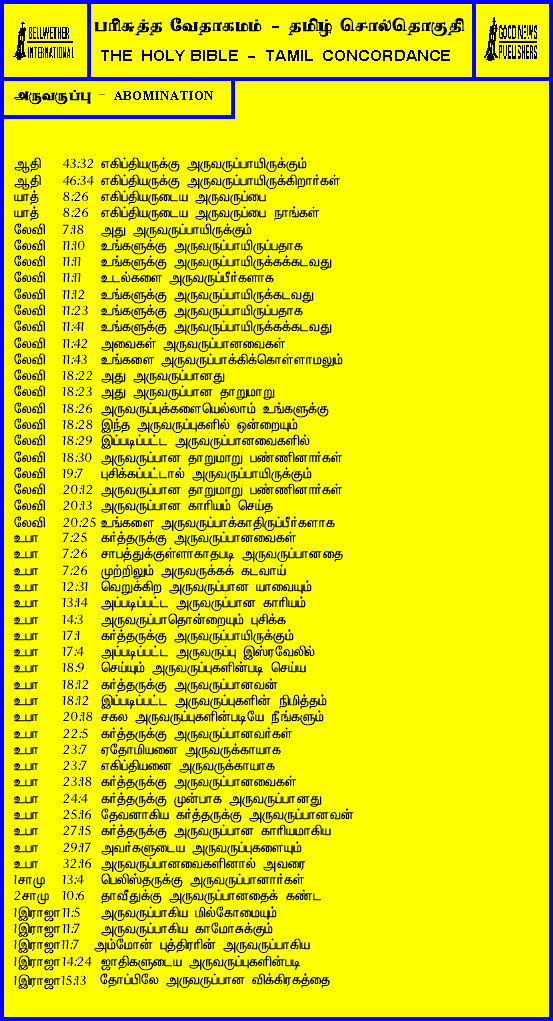 BELLWETHER
INTERNATIONAL
பரிசுத்த வேதாகமம் - தமிழ் சொல்தொகுதி
THE HOLY BIBLE - TAMIL CONCORDANCE
GOOD NEWS
PUBLISHERS
அருவருப்பு - ABOMINATION
ஆதி 43:32 எகிப்தியருக்கு அருவருப்பாயிருக்கும்
ஆதி 46:34 எகிப்தியருக்கு அருவருப்பாயிருக்கிறார்கள்
யாத் 8:26 எகிப்தியருடைய அருவருப்பை
யாத் 8:26 எகிப்தியருடைய அருவருப்பை நாங்கள்
லேவி 7:18 அது அருவருப்பாயிருக்கும்
லேவி 11:10 உங்களுக்கு அருவருப்பாயிருப்பதாக
லேவி 11:11 உங்களுக்கு அருவருப்பாயிருக்கக்கடவது
லேவி 11:11 உடல்களை அருவருப்பீர்களாக
லேவி 11:12 உங்களுக்கு அருவருப்பாயிருக்கடவது
லேவி 11:23 உங்களுக்கு அருவருப்பாயிருப்பதாக
லேவி 11:41 உங்களுக்கு அருவருப்பாயிருக்கக்கடவது
லேவி 11:42 அவைகள் அருவருப்பானவைகள்
லேவி 11:43 உங்களை அருவருப்பாக்கிக்கொள்ளாமலும்
லேவி 18:22 அது அருவருப்பானது
லேவி 18:23 அது அருவருப்பான தாறுமாறு
லேவி 18:26 அருவருப்புக்களையெல்லாம் உங்களுக்கு
லேவி 18:28 இந்த அருவருப்புகளில் ஒன்றையும்
லேவி 18:29 இப்படிப்பட்ட அருவருப்பானவைகளில்
லேவி 18:30 அருவருப்பான தாறுமாறு பண்ணினார்கள்
லேவி 19:7 புசிக்கப்பட்டால் அருவருப்பாயிருக்கும்
லேவி 20:12 அருவருப்பான தாறுமாறு பண்ணினார்கள்
லேவி 20:13 அருவருப்பான காரியம் செய்த
லேவி 20:25 உங்களை அருவருப்பாக்காதிருப்பீர்களாக
உபா 7:25 கர்த்தருக்கு அருவருப்பானவைகள்
உபா 7:26 சாபத்துக்குள்ளாகாதபடி அருவருப்பானதை
உபா 7:26 முற்றிலும் அருவருக்கக் கடவாய்
உபா 12:31 வெறுக்கிற அருவருப்பான யாவையும்
உபா 13:14 அப்படிப்பட்ட அருவருப்பான காரியம்
உபா 14:3 அருவருப்பாதொன்றையும் புசிக்க
உபா 17:1 கர்த்தருக்கு அருவருப்பாயிருக்கும்
உபா 17:4 அப்படிப்பட்ட அருவருப்பு இஸ்ரவேலில்
உபா 18:9 செய்யும் அருவருப்புகளின்படி செய்ய
உபா 18:12 கர்த்தருக்கு அருவருப்பானவன்
உபா 18:12 இப்படிப்பட்ட அருவருப்புகளின் நிமித்தம்
உபா 20:18 சகல அருவருப்புகளின்படியே நீங்களும்
உபா 22:5 கர்த்தருக்கு அருவருப்பானவர்கள்
உபா 23:7 ஏதோமியனை அருவருக்காயாக
உபா 23:7 எகிப்தியனை அருவருக்காயாக
உபா 23:18 கர்த்தருக்கு அருவருப்பானவைகள்
உபா 24:4 கர்த்தருக்கு முன்பாக அருவருப்பானது
உபா 25:16 தேவனாகிய கர்த்தருக்கு அருவருப்பானவன்
உபா 27:15 கர்த்தருக்கு அருவருப்பான காரியமாகிய
உபா 29:17 அவர்களுடைய அருவருப்புகளையும்
உபா 32:16 அருவருப்பானவைகளினால் அவரை
1சாமு 13:4 பெலிஸ்தருக்கு அருவருப்பானார்கள்
2சாமு 10:6 தாவீதுக்கு அருவருப்பானதைக் கண்ட
1இராஜா 11:5 அருவருப்பாகிய மில்கோமையும்
1இராஜா 11:7 அருவருப்பாகிய காமோசுக்கும்
1இராஜா 11:7 அம்மோன் புத்திரரின் அருவருப்பாகிய
1இராஜா 14:24 ஜாதிகளுடைய அருவருப்புகளின்படி
1இராஜா 15:13 தோப்பிலே அருவருப்பான விக்கிரகத்தை